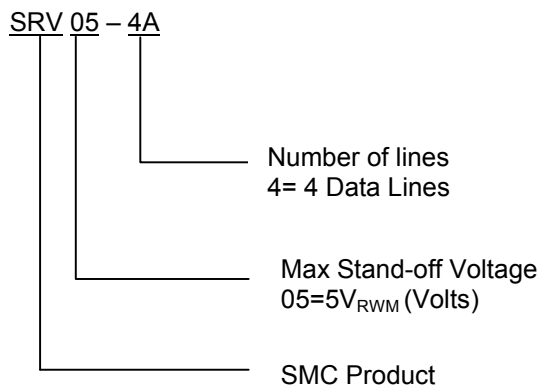 SRV 05 – 4A
Number of lines
4= 4 Data Lines
Max Stand-off Voltage
05=5VRWM (Volts)
SMC Product